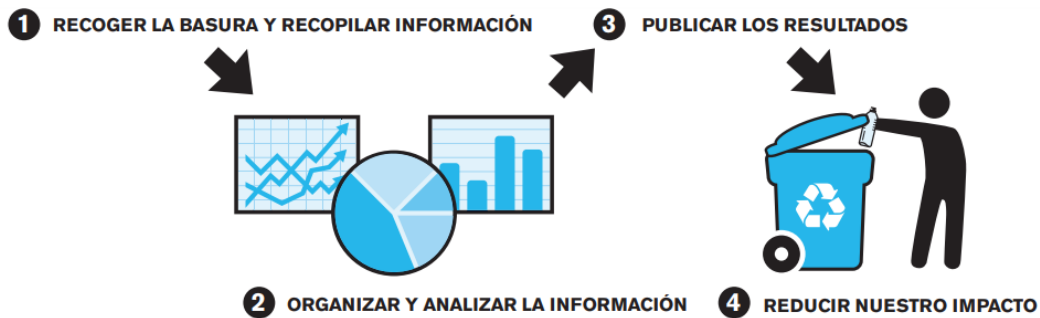 1 RECOGER LA BASURA Y RECOPILAR INFORMACIÓN
2 ORGANIZAR Y ANALIZAR LA INFORMACIÓN
3 PUBLICAR LOS RESULTADOS
4 REDUCIR NUESTRO IMPACTO